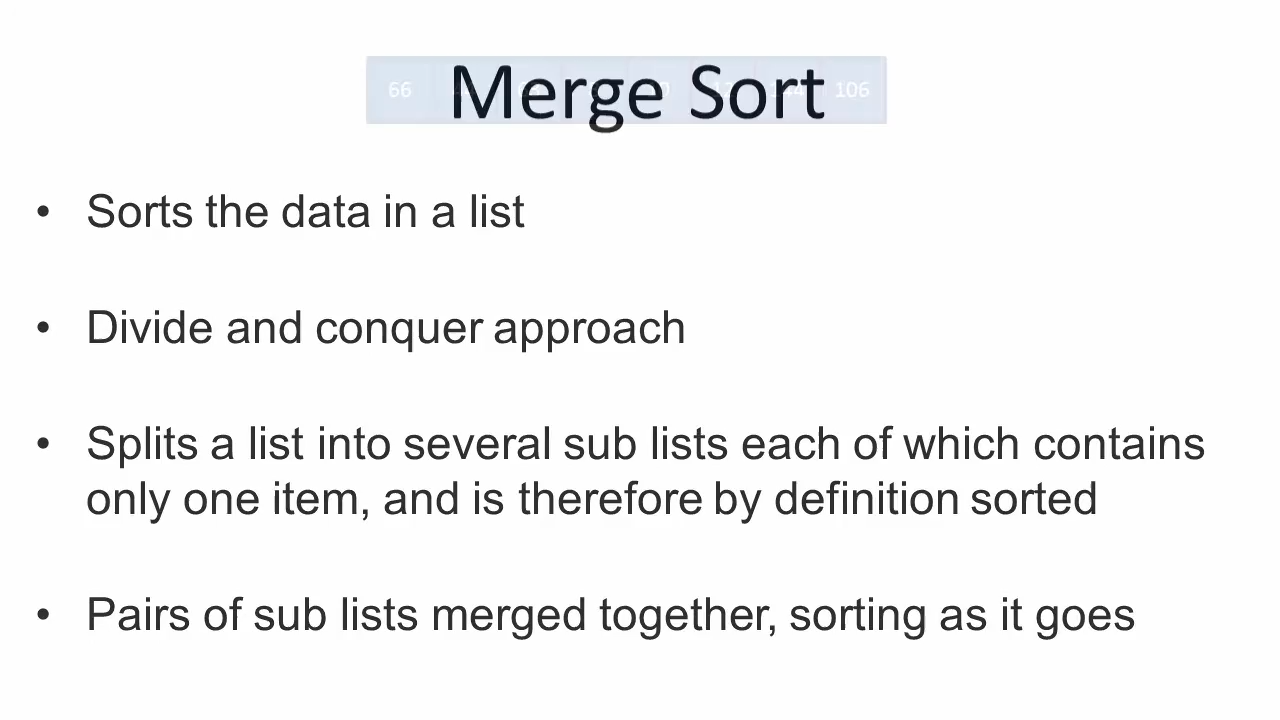 Merge Sort
66 106
• Sorts the data in a list
• Divide and conquer approach
• Splits a list into several sub lists each of which contains
only one item, and is therefore by definition sorted
• Pairs of sub lists merged together, sorting as it goes